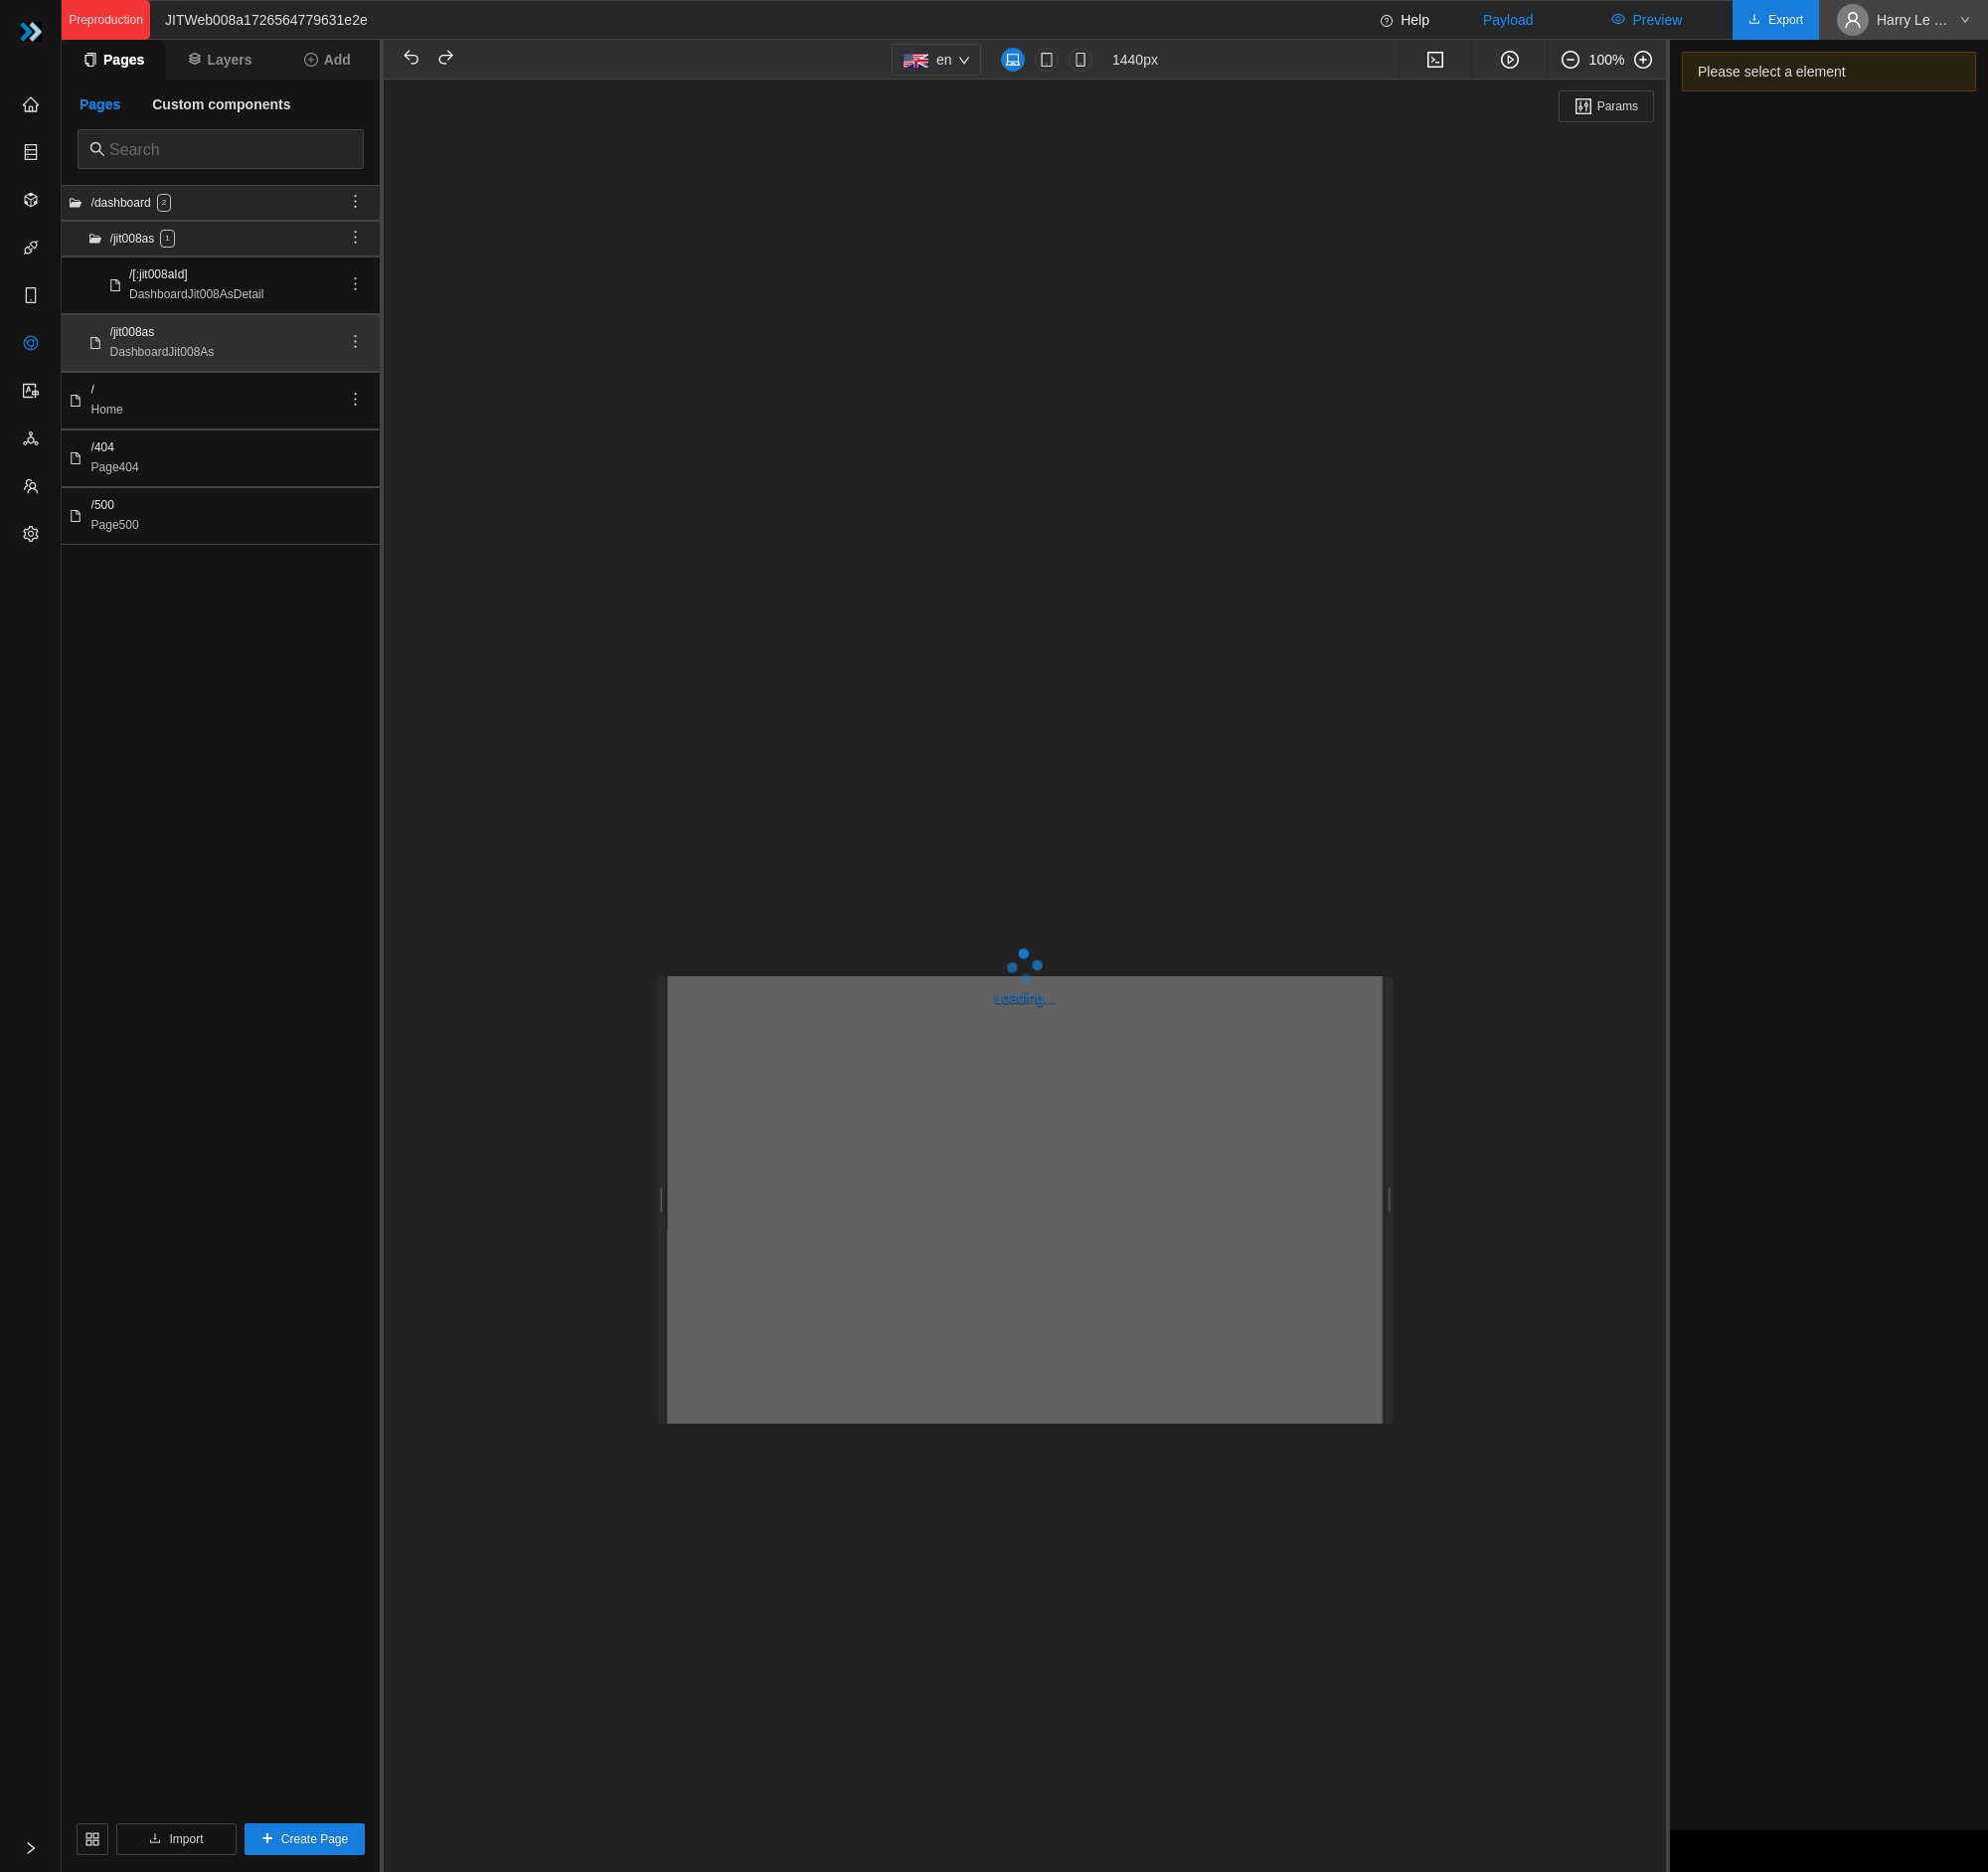 Preproduction
JITWeb008a1726564779631e2e
Help
Payload
Preview
Export
Harry Le ...
Pages
Layers
Add
en
1440px
100%
Please select a element
Pages
Custom components
Params
Search
/dashboard 2
/jit008as 1
/[:jit008aId]
DashboardJit008AsDetail
/jit008as
DashboardJit008As
/
Home
/404
Page404
/500
Page500
Loading...
Import
Create Page